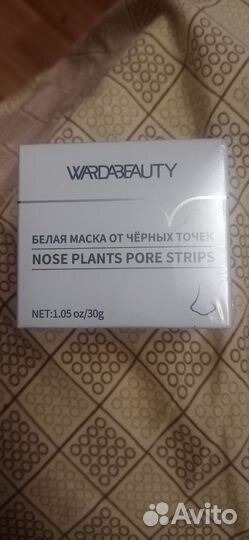 WARDABEAUTY
БЕЛАЯ МАСКА ОТ ЧЁРНЫХ ТОЧЕК
NOSE PLANTS PORE STRIPS
NET:1.05 oz/30g
Avito